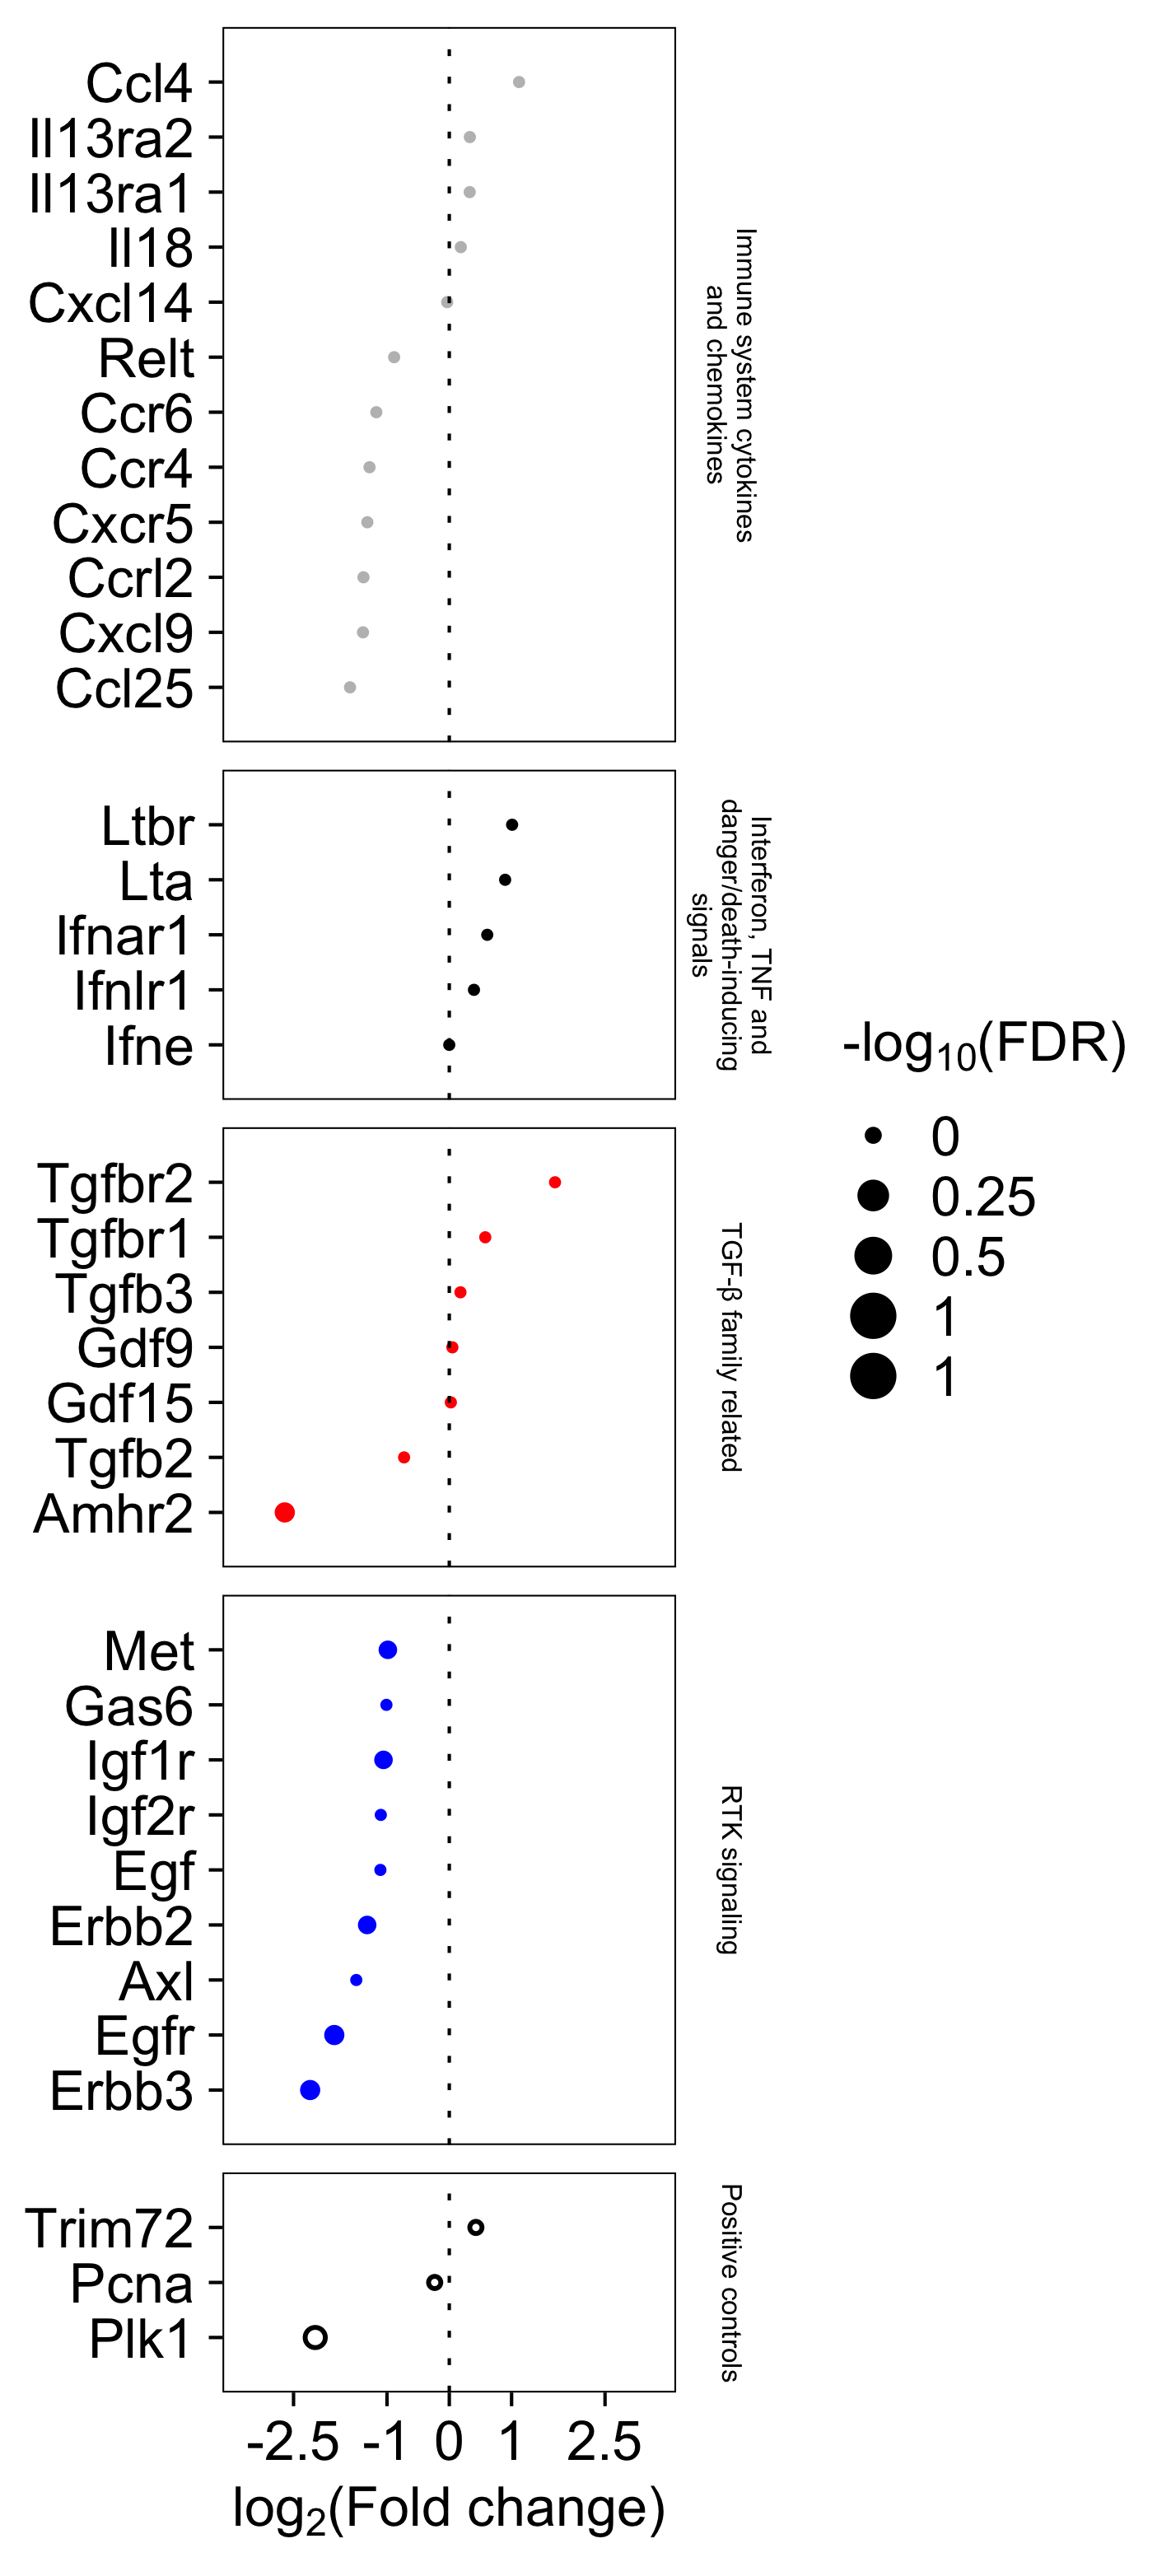 Ccl4
Il13ra2
Il13ra1
Il18
Cxcl14
Relt
Ccr6
Ccr4
Cxcr5
Ccrl2
Cxcl9
Ccl25
Immune system cytokines
and chemokines
Ltbr
Lta
Ifnar1
Ifnlr1
Ifne
Interferon, TNF and
danger/death-inducing
signals
Tgfbr2
Tgfbr1
Tgfb3
Gdf9
Gdf15
Tgfb2
Amhr2
TGF-β family related
Met
Gas6
Igf1r
Igf2r
Egf
Erbb2
Axl
Egfr
Erbb3
RTK signaling
Trim72
Pcna
Plk1
Positive controls
-2.5 -1 0 1 2.5
log2(Fold change)
-log10(FDR)
0
0.25
0.5
1
1